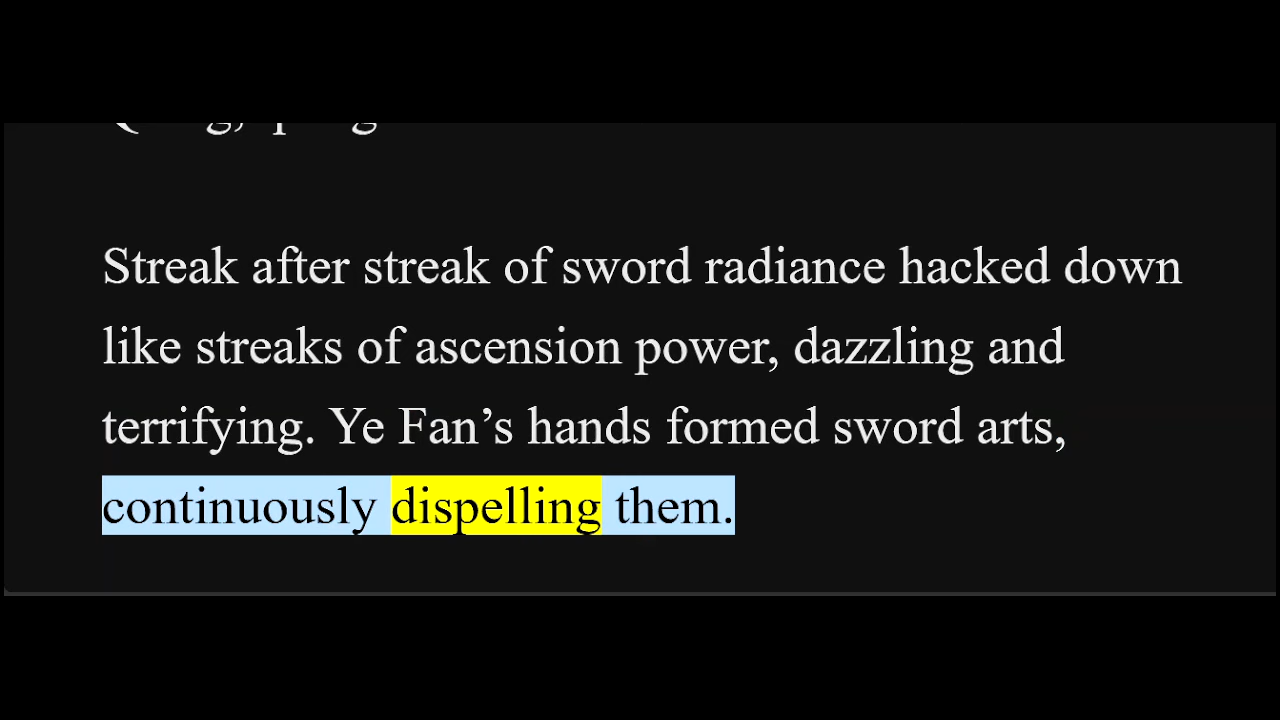 Streak after streak of sword radiance hacked down
like streaks of ascension power, dazzling and
terrifying. Ye Fan’s hands formed sword arts,
continuously dispelling them.